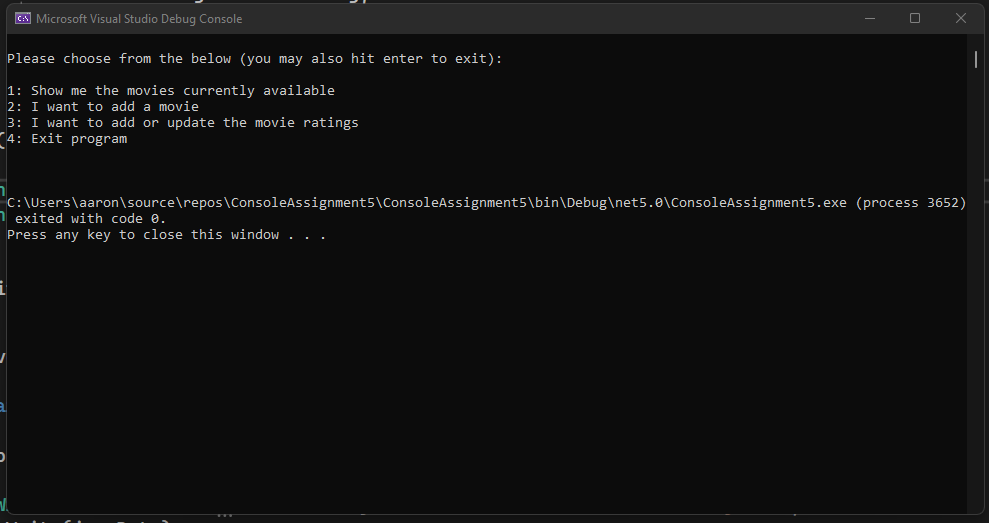 Microsoft Visual Studio Debug Console
Please choose from the below (you may also hit enter to exit):
1: Show me the movies currently available
2: I want to add a movie
3: I want to add or update the movie ratings
4: Exit program
C:\Users\aaron\source\repos\ConsoleAssignment5\ConsoleAssignment5\bin\Debug\net5.0\ConsoleAssignment5.exe (process 3652)
exited with code 0.
Press any key to close this window . . .